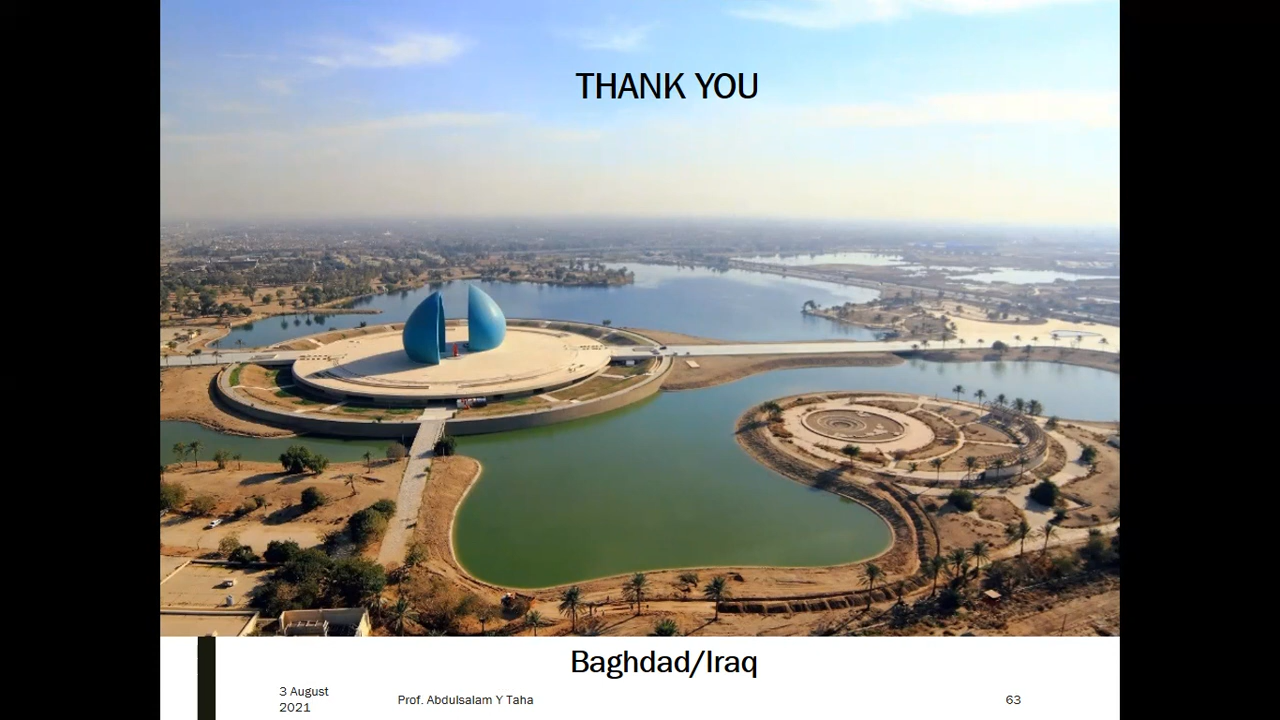 THANK YOU
Baghdad/Iraq
3 August
2021
Prof. Abdulsalam Y Taha
63